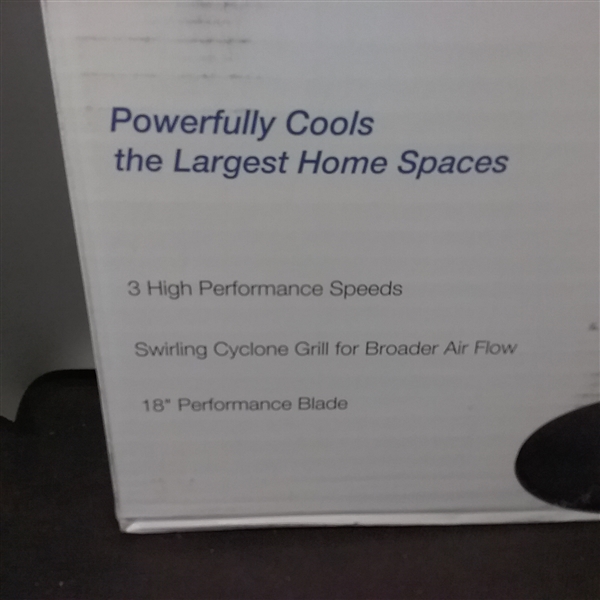 Powerfully Cools
the Largest Home Spaces
3 High Performance Speeds
Swirling Cyclone Grill for Broader Air Flow
18" Performance Blade